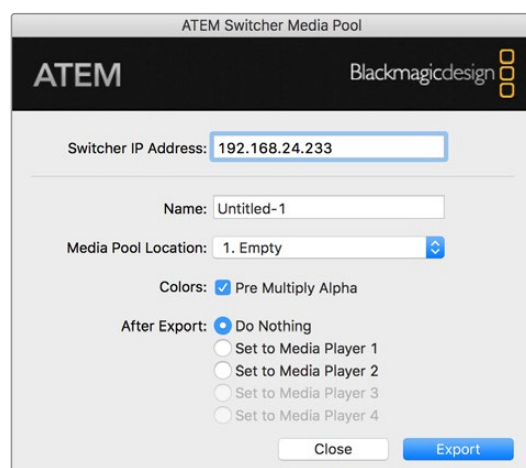 ATEM Switcher Media Pool
ATEM
Blackmagicdesign
Switcher IP Address: 192.168.24.233
Name: Untitled-1
Media Pool Location: 1. Empty
Colors: Pre Multiply Alpha
After Export: Do Nothing
Set to Media Player 1
Set to Media Player 2
Set to Media Player 3
Set to Media Player 4
Close Export